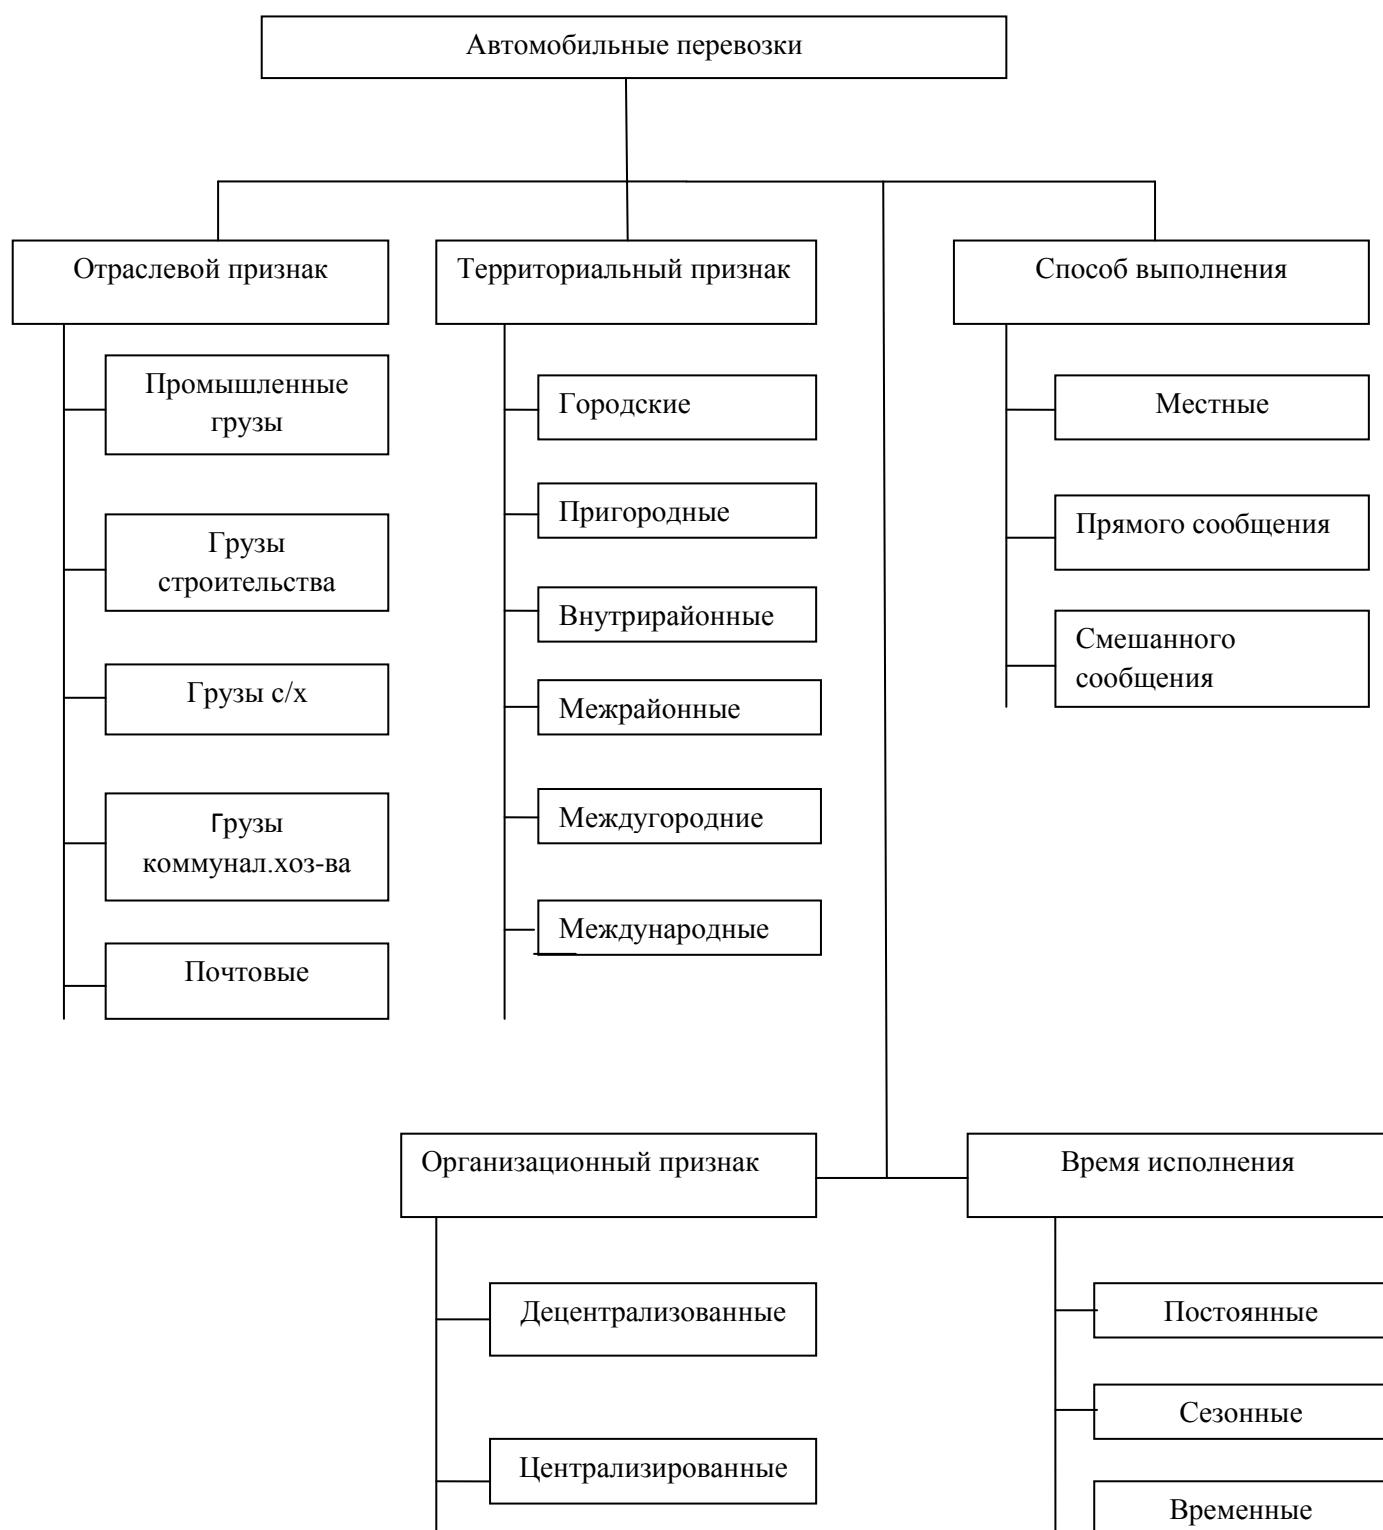 Автомобильные перевозки
Отраслевой признак
Промышленные
грузы
Грузы
строительства
Грузы с/х
Грузы
коммунал.хоз-ва
Почтовые
Территориальный признак
Городские
Пригородные
Внутрирайонные
Межрайонные
Междугородние
Международные
Способ выполнения
Местные
Прямого сообщения
Смешанного
сообщения
Организационный признак
Децентрализованные
Централизированные
Время исполнения
Постоянные
Сезонные
Временные